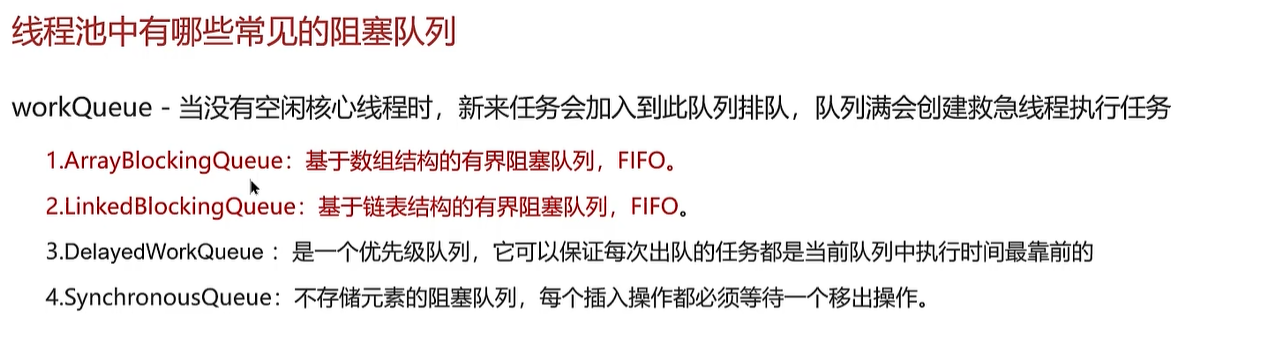 线程池中有哪些常见的阻塞队列
workQueue - 当没有空闲核心线程时，新来任务会加入到此队列排队，队列满会创建救急线程执行任务
1.ArrayBlockingQueue：基于数组结构的有界阻塞队列，FIFO。
2.LinkedBlockingQueue：基于链表结构的有界阻塞队列，FIFO。
3.DelayedWorkQueue ：是一个优先级队列，它可以保证每次出队的任务都是当前队列中执行时间最靠前的
4.SynchronousQueue：不存储元素的阻塞队列，每个插入操作都必须等待一个移出操作。